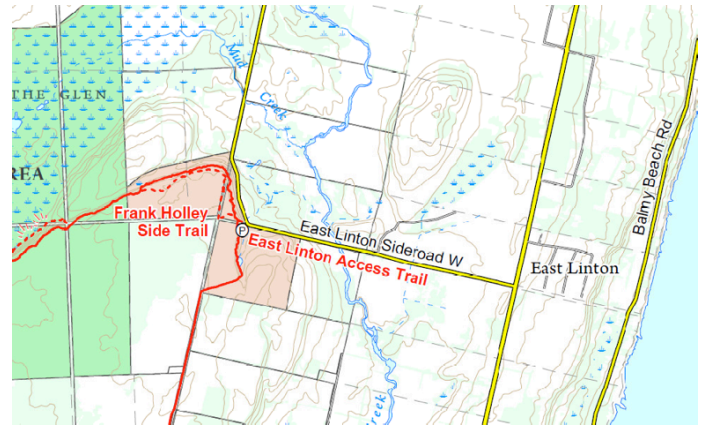 Mud
Creek
THE GLEN
REA
Frank Holley
Side Trail
P
East Linton Sideroad W
East Linton Access Trail
East Linton
Balmy Beach Rd
Creek